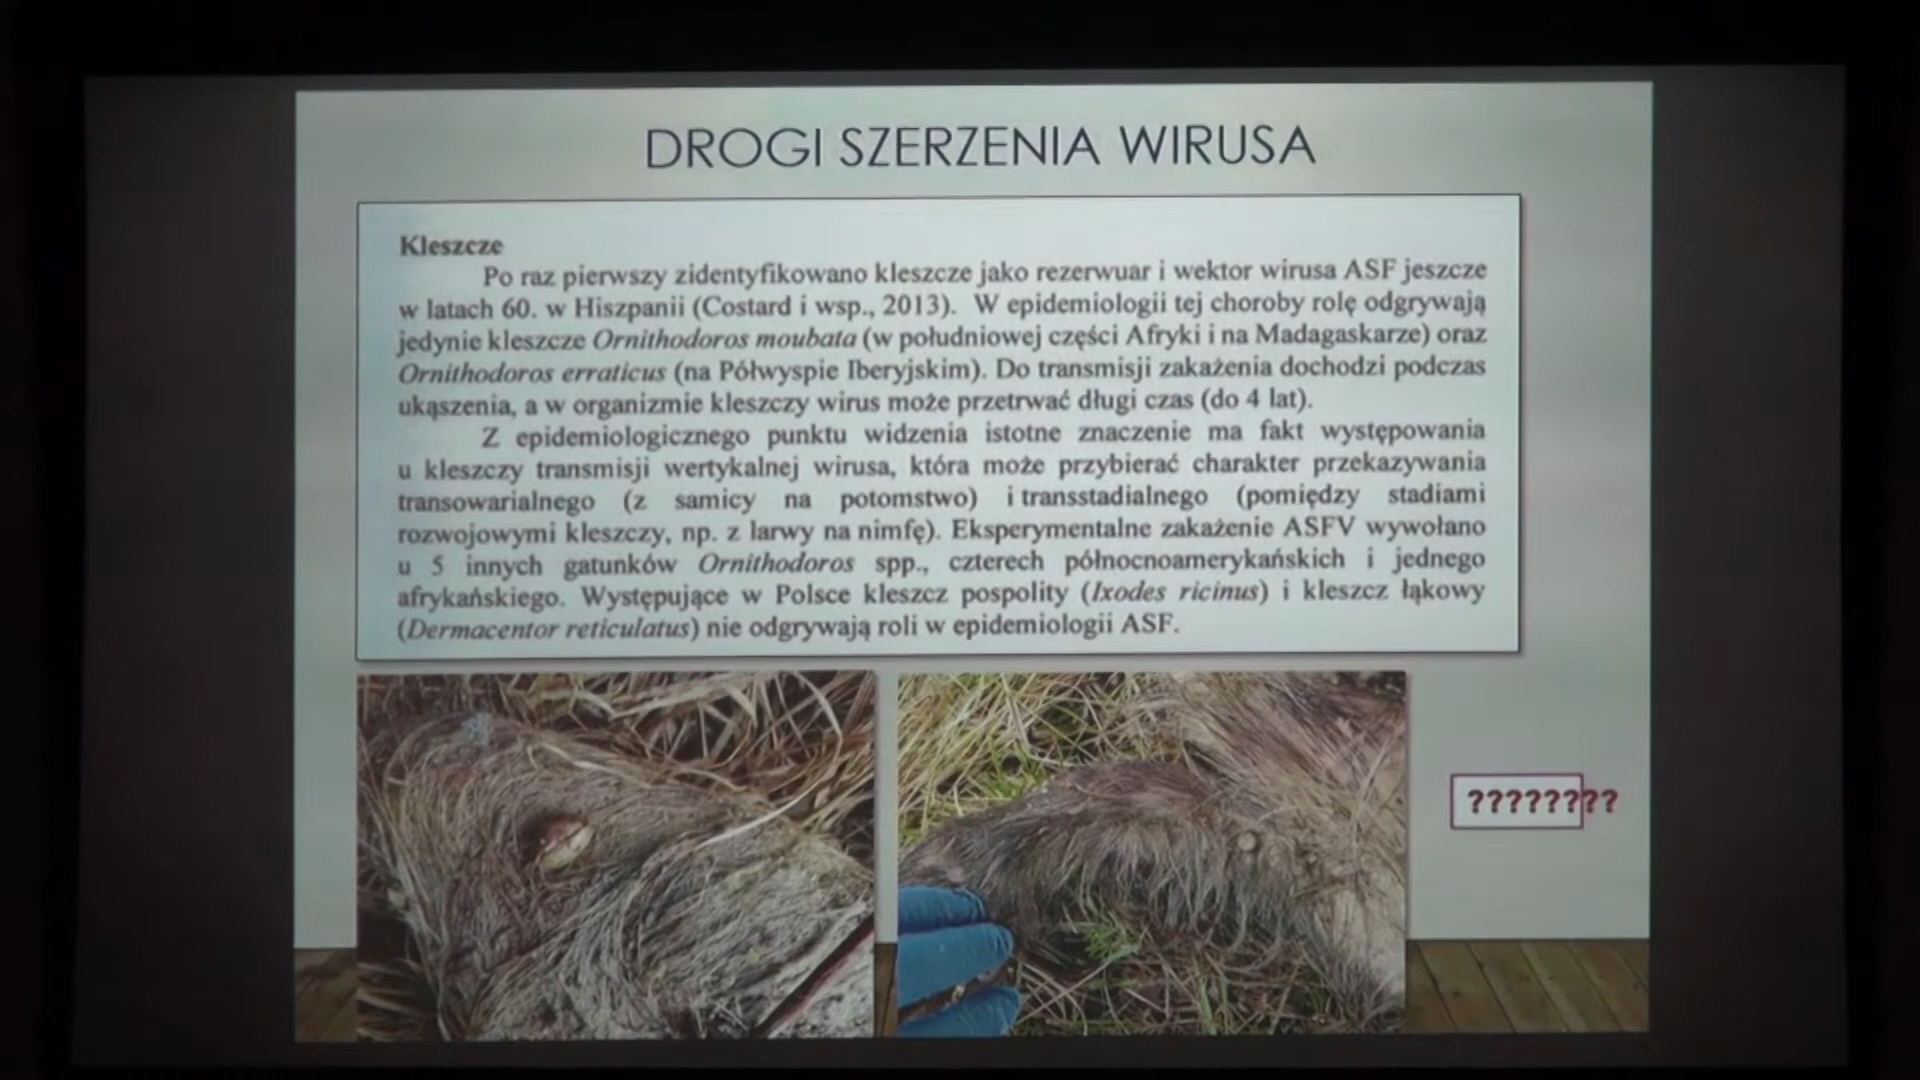 DROGI SZERZENIA WIRUSA
Kleszcze
Po raz pierwszy zidentyfikowano kleszcze jako rezerwuar i wektor wirusa ASF jeszcze
w latach 60. w Hiszpanii (Costard i wsp., 2013). W epidemiologii tej choroby rolę odgrywają
jedynie kleszcze Ornithodoros moubata (w południowej części Afryki i na Madagaskarze) oraz
Ornithodoros erraticus (na Półwyspie Iberyjskim). Do transmisji zakażenia dochodzi podczas
ukąszenia, a w organizmie kleszczy wirus może przetrwać długi czas (do 4 lat).
Z epidemiologicznego punktu widzenia istotne znaczenie ma fakt występowania
u kleszczy transmisji wertykalnej wirusa, która może przybierać charakter przekazywania
transowarialnego (z samicy na potomstwo) i transstadialnego (pomiędzy stadiami
rozwojowymi kleszczy, np. z larwy na nimfę). Eksperymentalne zakażenie ASFV wywołano
u 5 innych gatunków Ornithodoros spp., czterech północnoamerykańskich i jednego
afrykańskiego. Występujące w Polsce kleszcz pospolity (Ixodes ricinus) i kleszcz łąkowy
(Dermacentor reticulatus) nie odgrywają roli w epidemiologii ASF.
????????